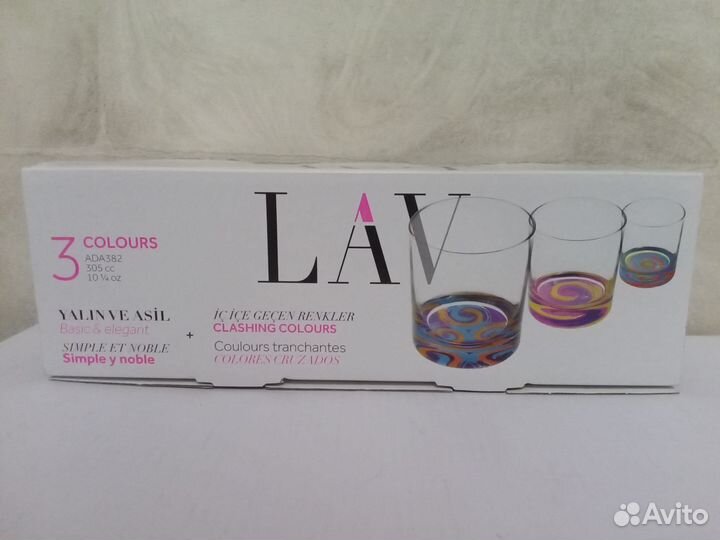 LAV
3 COLOURS
ADA382
305 cc
10 ¼ oz
YALIN VE ASİL
Basic & elegant
SIMPLE ET NOBLE
Simple y noble
+
İÇ İÇE GEÇEN RENKLER
CLASHING COLOURS
Coulours tranchantes
COLORES CRUZADOS
Avito